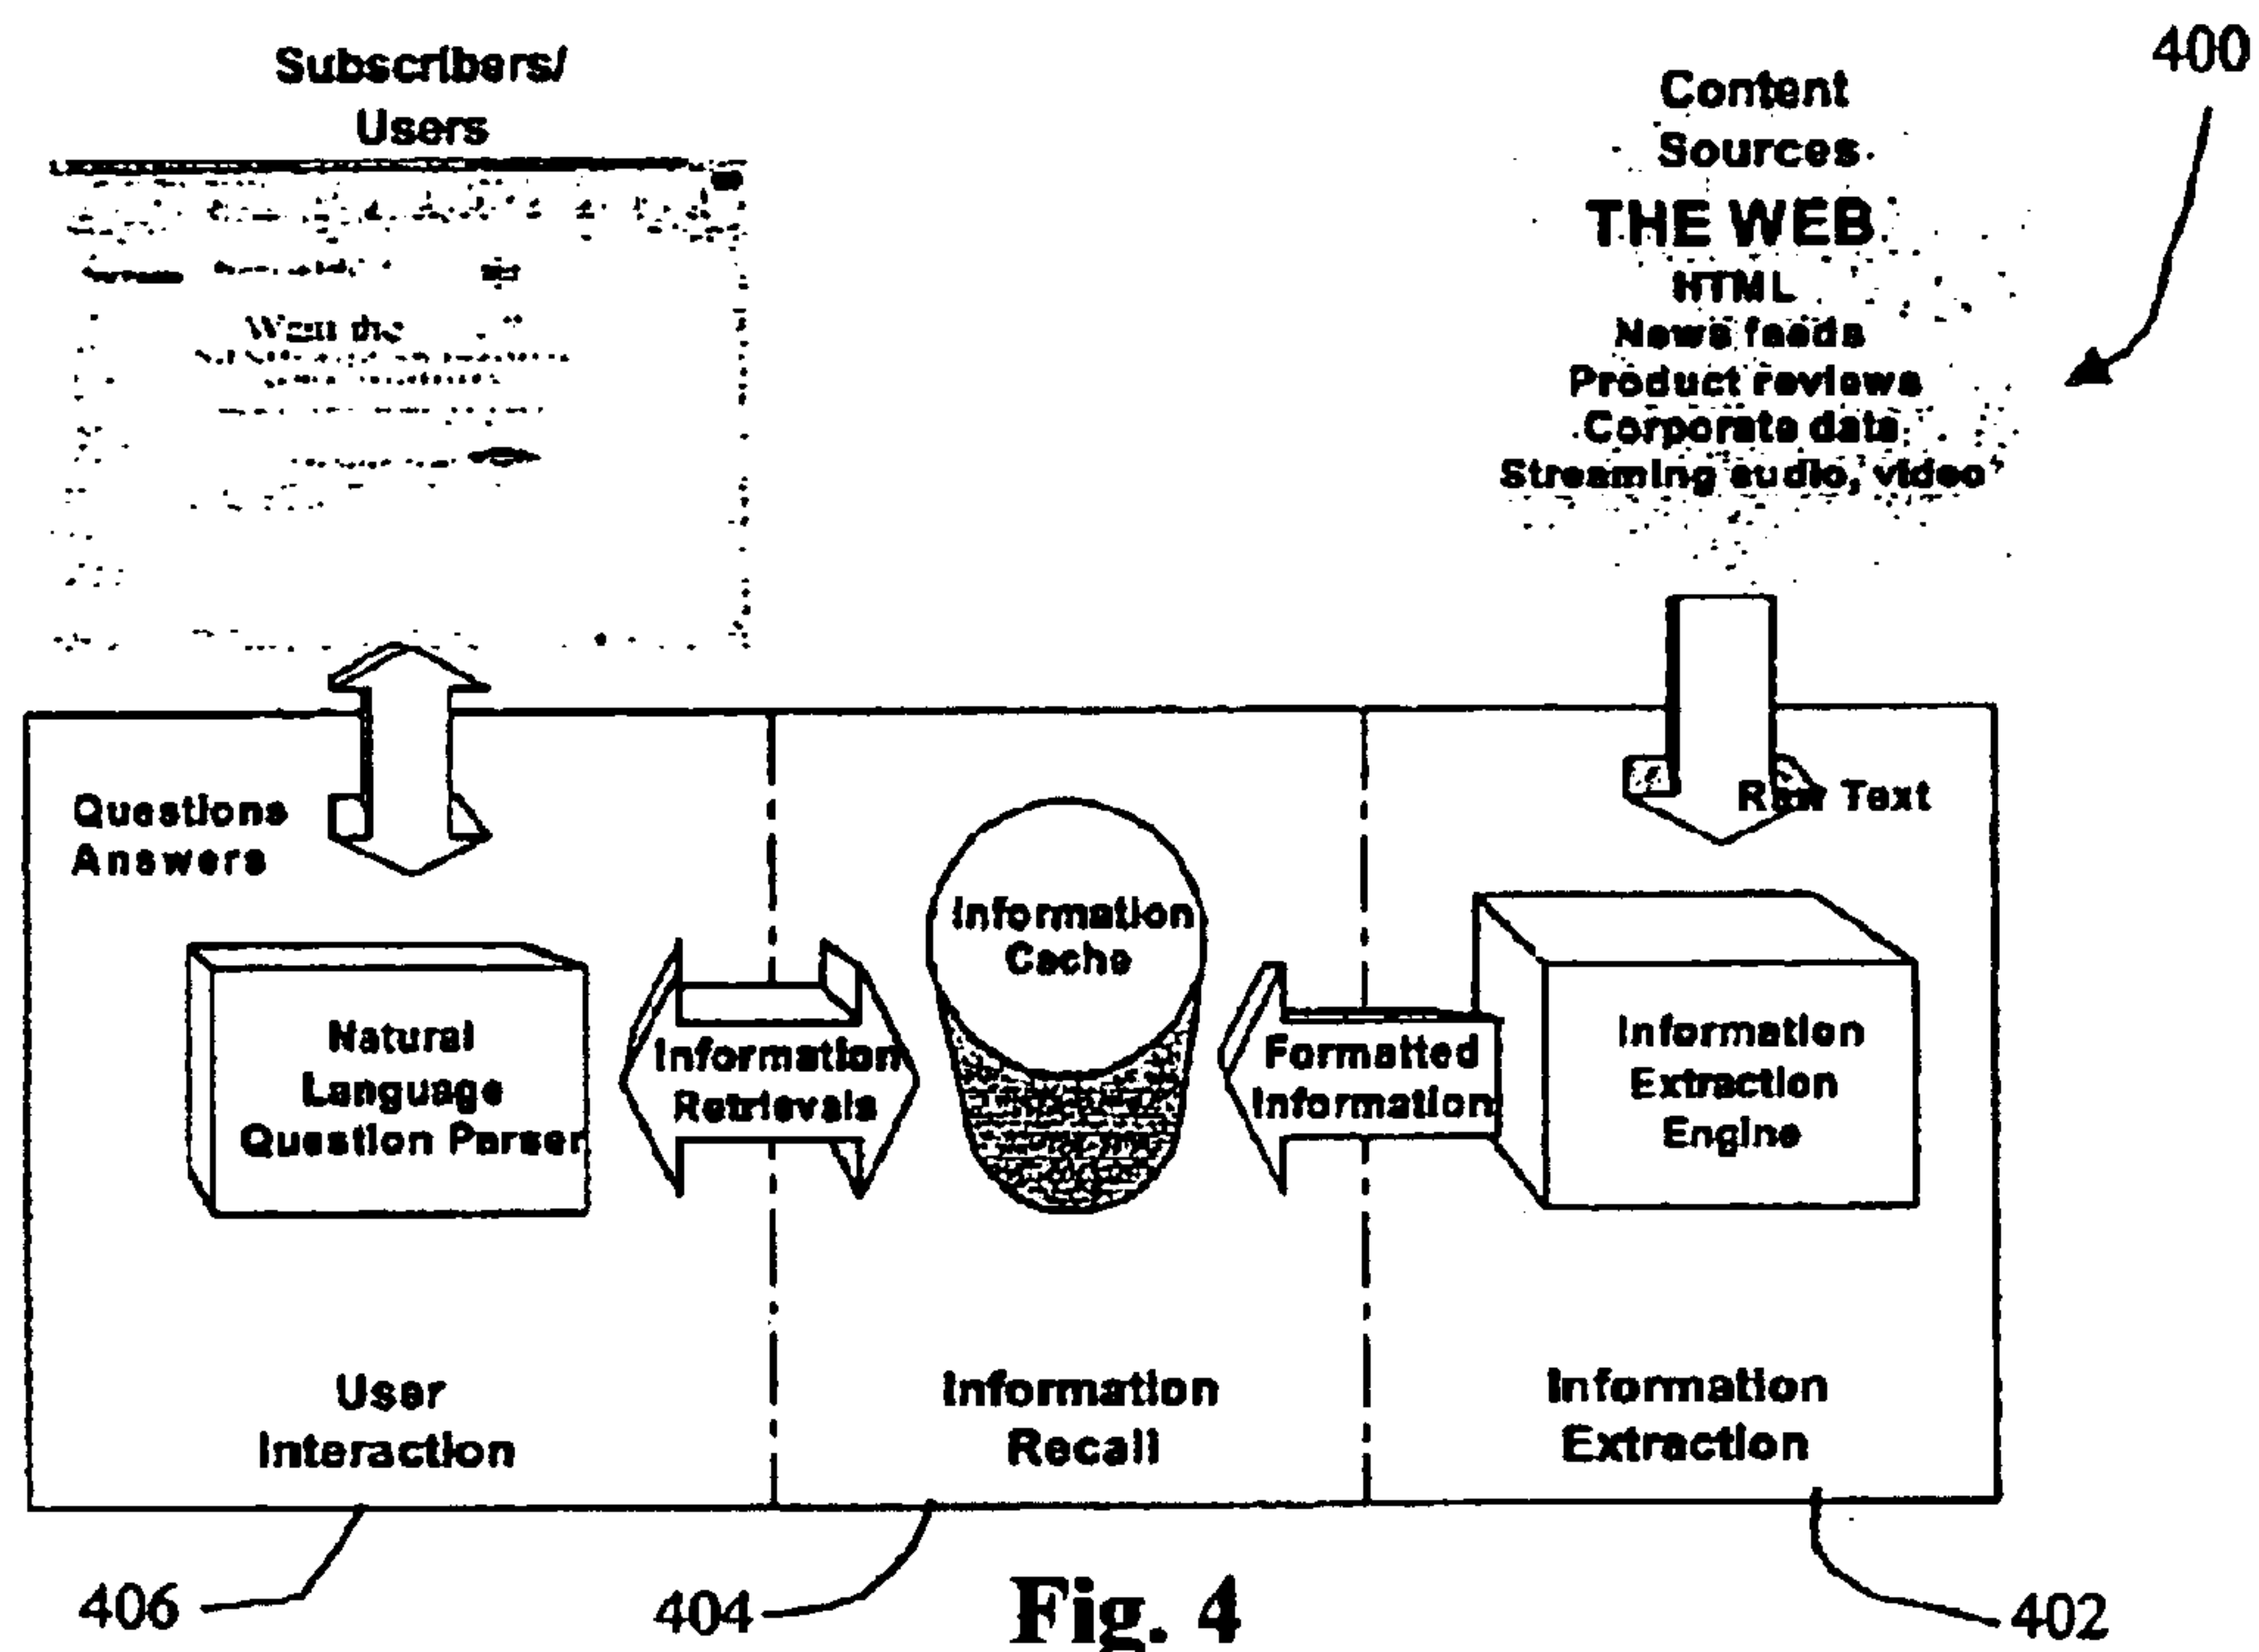 Subscribers/
Users
400
Content
Sources
THE WEB
HTML
News feeds
Product reviews
Corporate data
Streaming audio, video
the
Questions
Answers
Raw Text
Information
Cache
Natural
Language
Question Parser
Information
Retrievals
Formatted
Information
Information
Extraction
Engine
User
Interaction
Information
Recall
Information
Extraction
406
404
Fig. 4
402